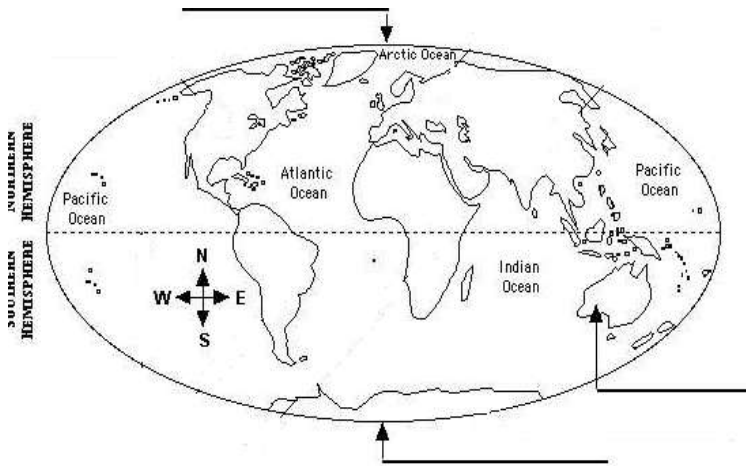 Arctic Ocean
NORTHERN
HEMISPHERE
Atlantic
Ocean
Pacific
Ocean
Pacific
Ocean
SOUTHERN
HEMISPHERE
N
W E
S
Indian
Ocean